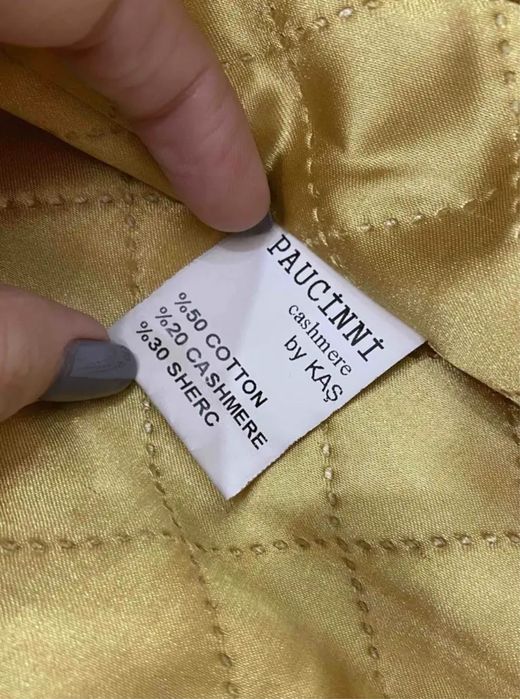 PAUCİNNİ
cashmere
by KAŞ
%50 COTTON
%20 CASHMERE
%30 SHERC